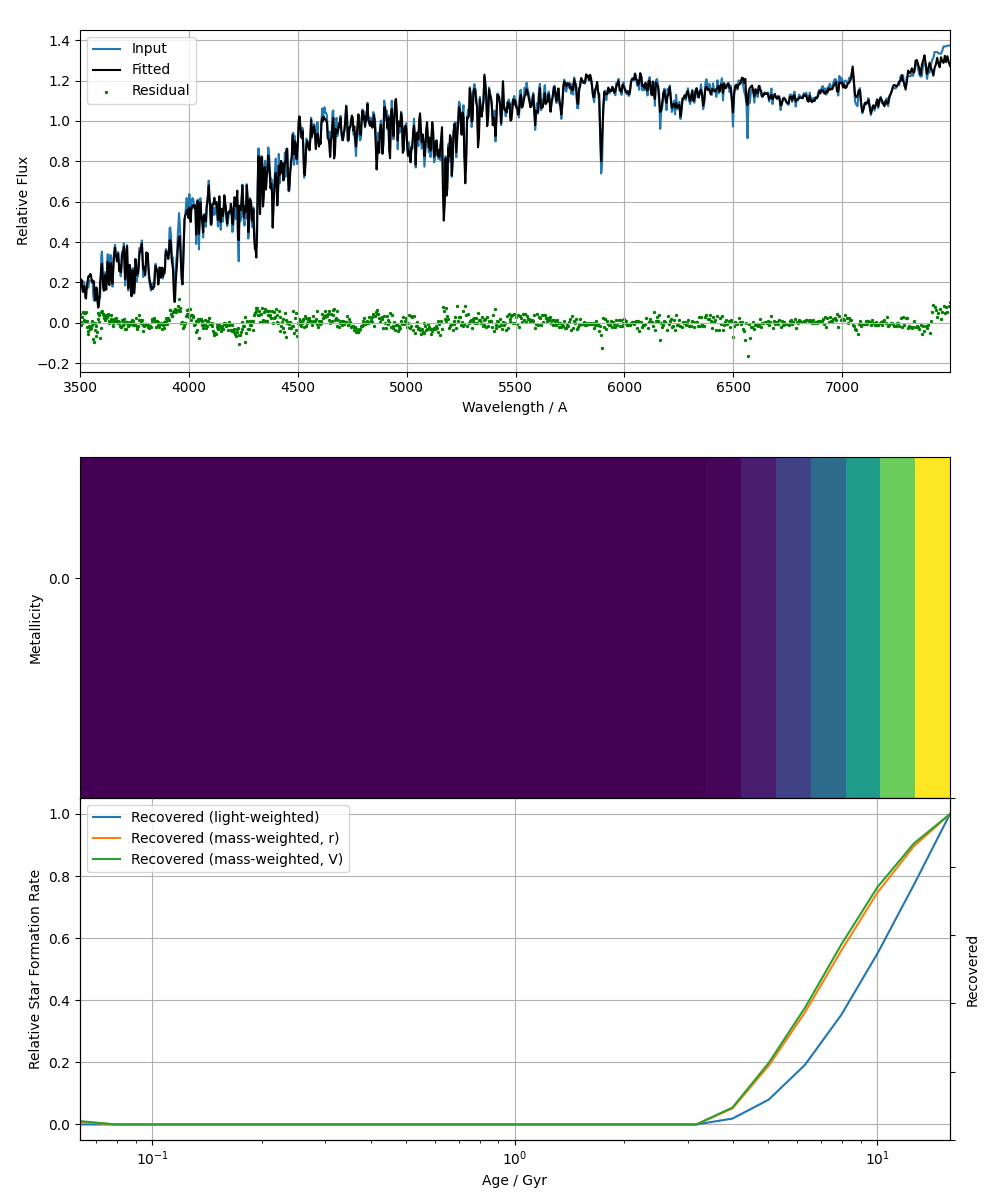 1.4
1.2
1.0
0.8
0.6
0.4
0.2
0.0
−0.2
Relative Flux
Input
Fitted
Residual
3500
4000
4500
5000
5500
6000
6500
7000
Wavelength / A
0.0
Metallicity
1.0
0.8
0.6
0.4
0.2
0.0
Relative Star Formation Rate
Recovered (light-weighted)
Recovered (mass-weighted, r)
Recovered (mass-weighted, V)
Recovered
10⁻¹
10⁰
10¹
Age / Gyr